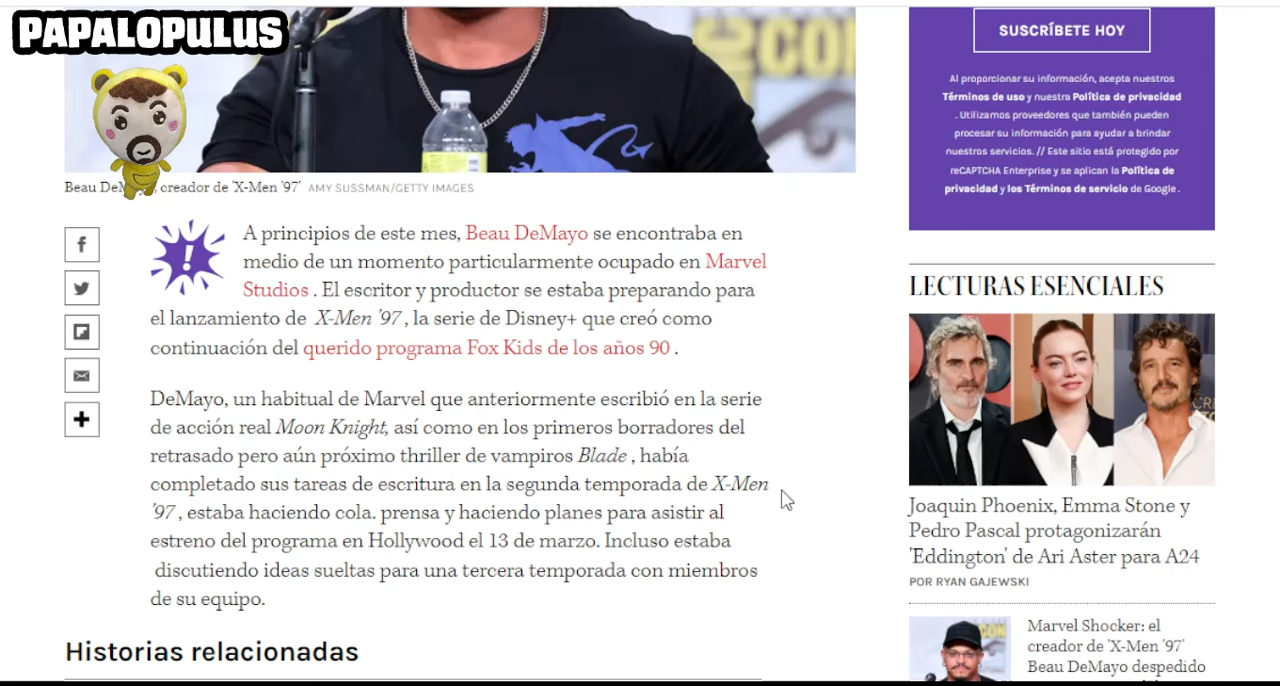 PAPALOPULUS
CON
Beau DeMayo, creador de 'X-Men '97' AMY SUSSMAN/GETTY IMAGES
A principios de este mes, Beau DeMayo se encontraba en
medio de un momento particularmente ocupado en Marvel
Studios . El escritor y productor se estaba preparando para
el lanzamiento de X-Men '97 , la serie de Disney+ que creó como
continuación del querido programa Fox Kids de los años 90 .
DeMayo, un habitual de Marvel que anteriormente escribió en la serie
de acción real Moon Knight, así como en los primeros borradores del
retrasado pero aún próximo thriller de vampiros Blade , había
completado sus tareas de escritura en la segunda temporada de X-Men
'97 , estaba haciendo cola. prensa y haciendo planes para asistir al
estreno del programa en Hollywood el 13 de marzo. Incluso estaba
discutiendo ideas sueltas para una tercera temporada con miembros
de su equipo.
Historias relacionadas
SUSCRÍBETE HOY
Al proporcionar su información, acepta nuestros
Términos de uso y nuestra Política de privacidad
. Utilizamos proveedores que también pueden
procesar su información para ayudar a brindar
nuestros servicios. // Este sitio está protegido por
reCAPTCHA Enterprise y se aplican la Política de
privacidad y los Términos de servicio de Google .
LECTURAS ESENCIALES
Joaquin Phoenix, Emma Stone y
Pedro Pascal protagonizarán
'Eddington' de Ari Aster para A24
POR RYAN GAJEWSKI
Marvel Shocker: el
creador de 'X-Men '97'
Beau DeMayo despedido